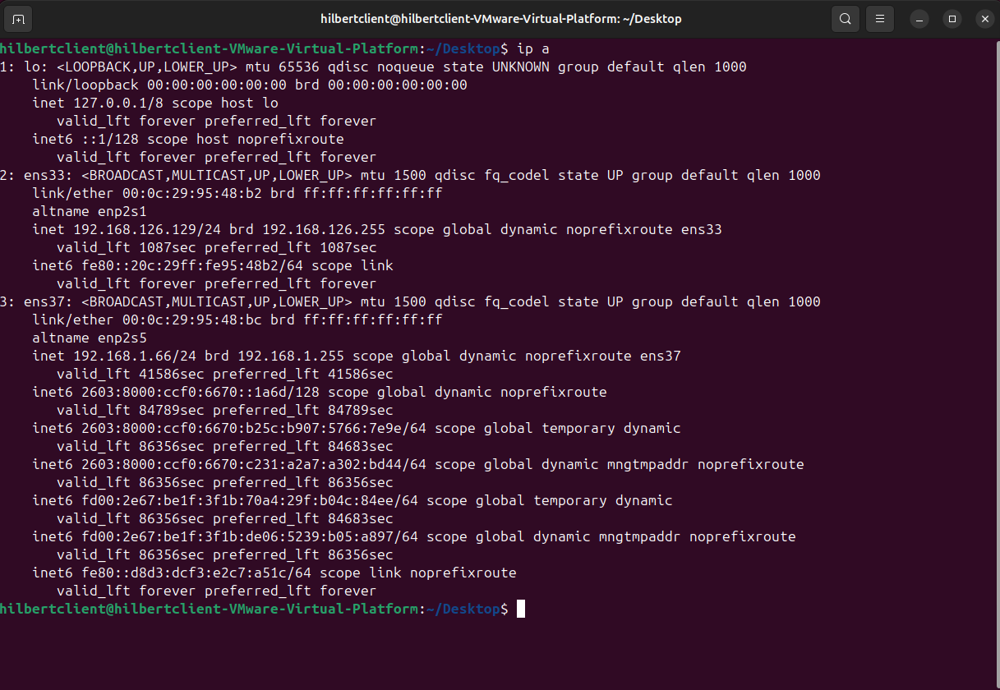 hilbertclient@hilbertclient-VMware-Virtual-Platform: ~/Desktop
hilbertclient@hilbertclient-VMware-Virtual-Platform:~/Desktop$ ip a
1: lo: <LOOPBACK,UP,LOWER_UP> mtu 65536 qdisc noqueue state UNKNOWN group default qlen 1000
    link/loopback 00:00:00:00:00:00 brd 00:00:00:00:00:00
    inet 127.0.0.1/8 scope host lo
       valid_lft forever preferred_lft forever
    inet6 ::1/128 scope host noprefixroute
       valid_lft forever preferred_lft forever
2: ens33: <BROADCAST,MULTICAST,UP,LOWER_UP> mtu 1500 qdisc fq_codel state UP group default qlen 1000
    link/ether 00:0c:29:95:48:b2 brd ff:ff:ff:ff:ff:ff
    altname enp2s1
    inet 192.168.126.129/24 brd 192.168.126.255 scope global dynamic noprefixroute ens33
       valid_lft 1087sec preferred_lft 1087sec
    inet6 fe80::20c:29ff:fe95:48b2/64 scope link
       valid_lft forever preferred_lft forever
3: ens37: <BROADCAST,MULTICAST,UP,LOWER_UP> mtu 1500 qdisc fq_codel state UP group default qlen 1000
    link/ether 00:0c:29:95:48:bc brd ff:ff:ff:ff:ff:ff
    altname enp2s5
    inet 192.168.1.66/24 brd 192.168.1.255 scope global dynamic noprefixroute ens37
       valid_lft 41586sec preferred_lft 41586sec
    inet6 2603:8000:ccf0:6670::1a6d/128 scope global dynamic noprefixroute
       valid_lft 84789sec preferred_lft 84789sec
    inet6 2603:8000:ccf0:6670:b25c:b907:5766:7e9e/64 scope global temporary dynamic
       valid_lft 86356sec preferred_lft 84683sec
    inet6 2603:8000:ccf0:6670:c231:a2a7:a302:bd44/64 scope global dynamic mngtmpaddr noprefixroute
       valid_lft 86356sec preferred_lft 86356sec
    inet6 fd00:2e67:be1f:3f1b:70a4:29f:b04c:84ee/64 scope global temporary dynamic
       valid_lft 86356sec preferred_lft 84683sec
    inet6 fd00:2e67:be1f:3f1b:de06:5239:b05:a897/64 scope global dynamic mngtmpaddr noprefixroute
       valid_lft 86356sec preferred_lft 86356sec
    inet6 fe80::d8d3:dcf3:e2c7:a51c/64 scope link noprefixroute
       valid_lft forever preferred_lft forever
hilbertclient@hilbertclient-VMware-Virtual-Platform:~/Desktop$